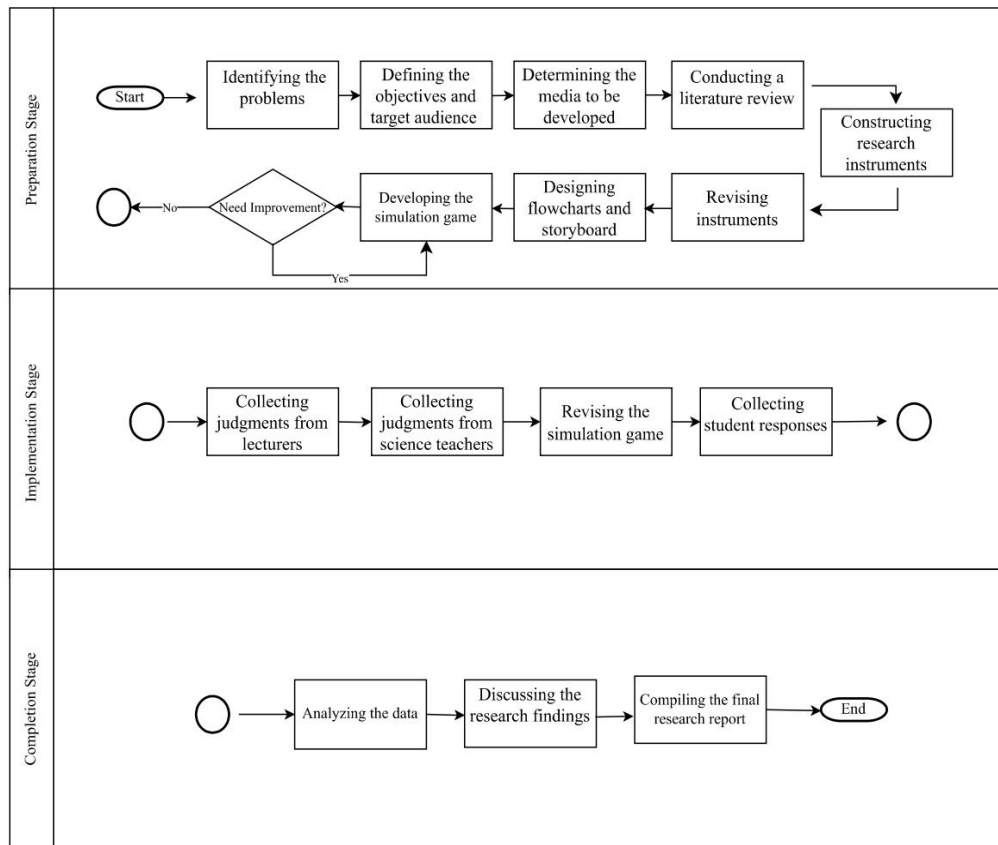 Preparation Stage
Start
Identifying the
problems
Defining the
objectives and
target audience
Determining the
media to be
developed
Conducting a
literature review
Constructing
research
instruments
Revising
instruments
Designing
flowcharts and
storyboard
Developing the
simulation game
Need Improvement?
No
Yes
Implementation Stage
Collecting
judgments from
lecturers
Collecting
judgments from
science teachers
Revising the
simulation game
Collecting
student responses
Completion Stage
Analyzing the data
Discussing the
research findings
Compiling the final
research report
End